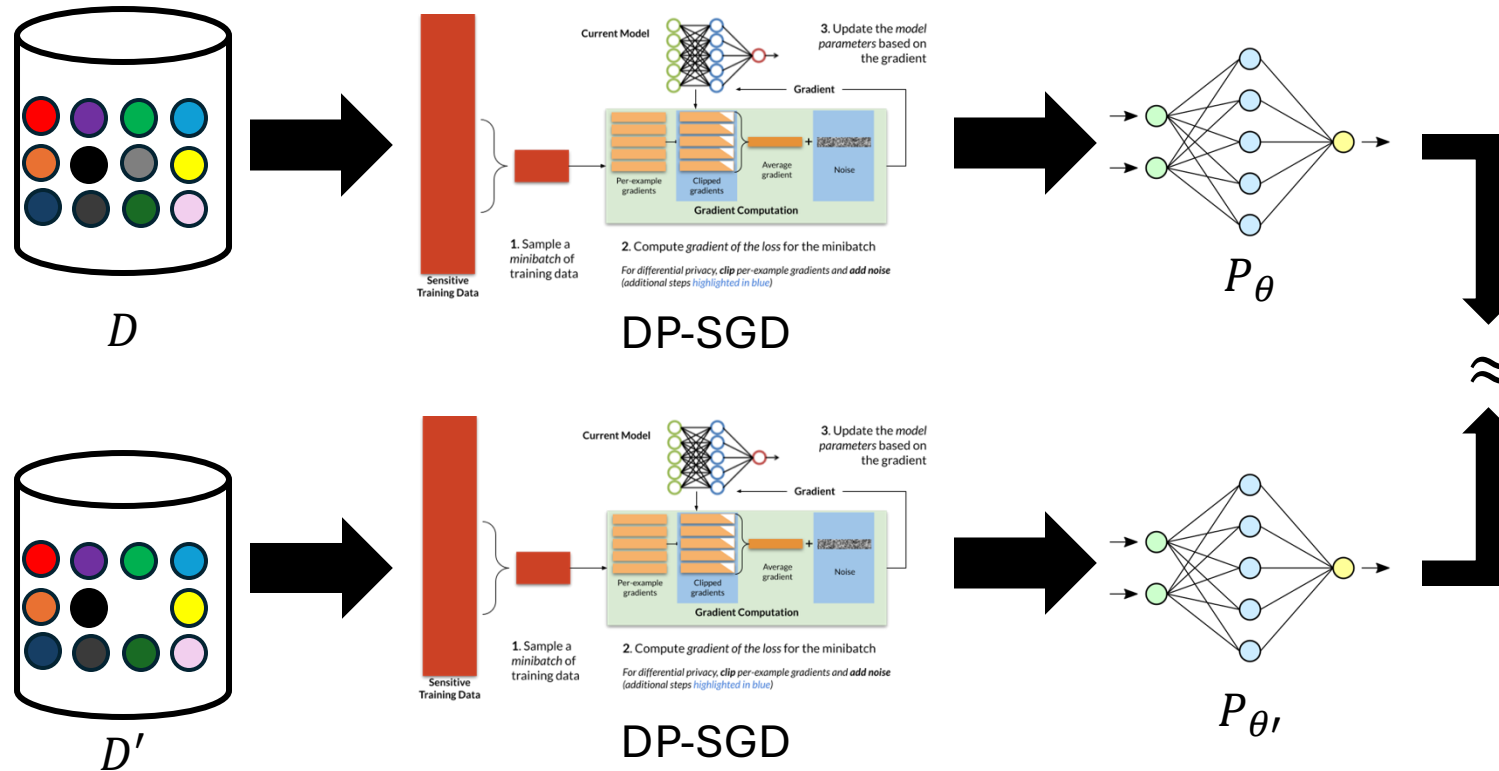 Current Model
3. Update the model
parameters based on
the gradient
Gradient
+
Per-example
gradients
Clipped
gradients
Average
gradient
Noise
Gradient Computation
1. Sample a
minibatch of
training data
2. Compute gradient of the loss for the minibatch
For differential privacy, clip per-example gradients and add noise
(additional steps highlighted in blue)
Sensitive
Training Data
D
DP-SGD
P_θ
≈
Current Model
3. Update the model
parameters based on
the gradient
Gradient
+
Per-example
gradients
Clipped
gradients
Average
gradient
Noise
Gradient Computation
1. Sample a
minibatch of
training data
2. Compute gradient of the loss for the minibatch
For differential privacy, clip per-example gradients and add noise
(additional steps highlighted in blue)
Sensitive
Training Data
D′
DP-SGD
P_θ′